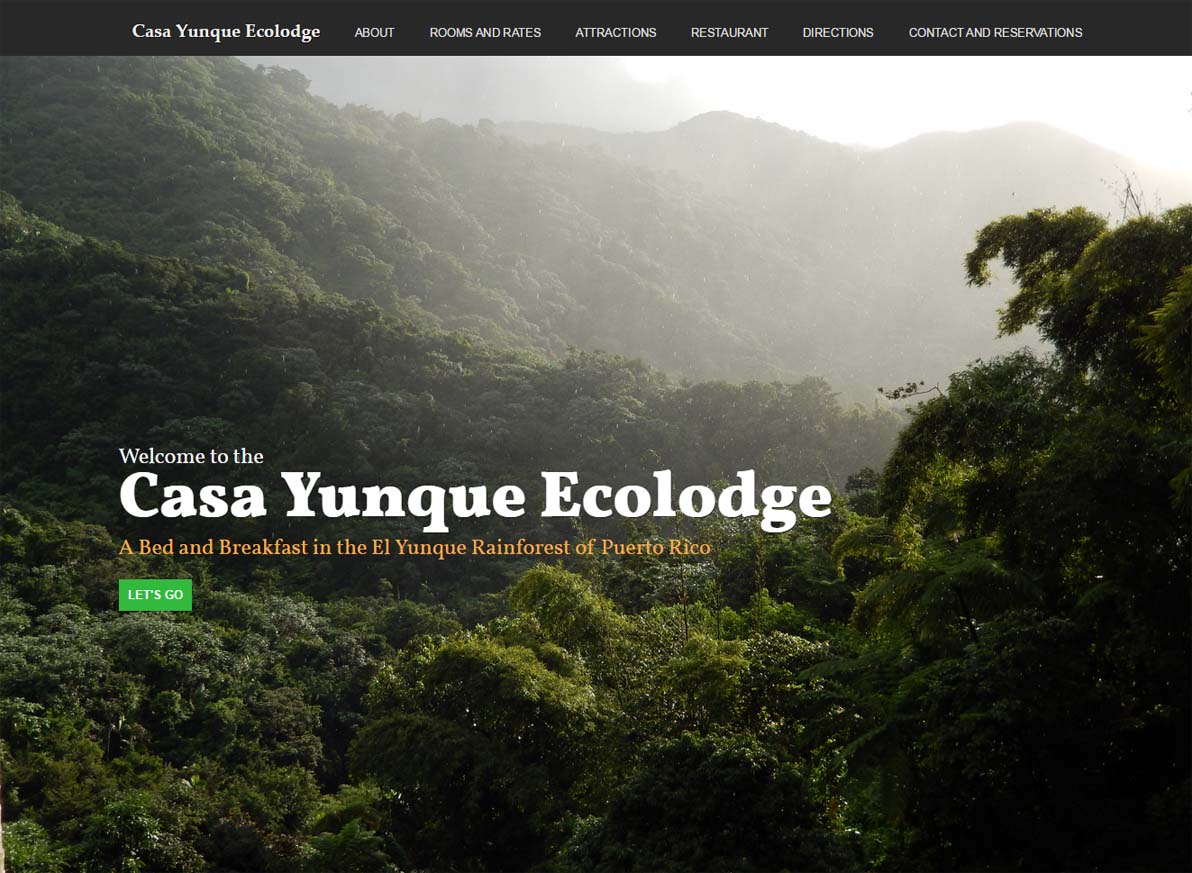 Casa Yunque Ecolodge ABOUT ROOMS AND RATES ATTRACTIONS RESTAURANT DIRECTIONS CONTACT AND RESERVATIONS
Welcome to the
Casa Yunque Ecolodge
A Bed and Breakfast in the El Yunque Rainforest of Puerto Rico
LET'S GO